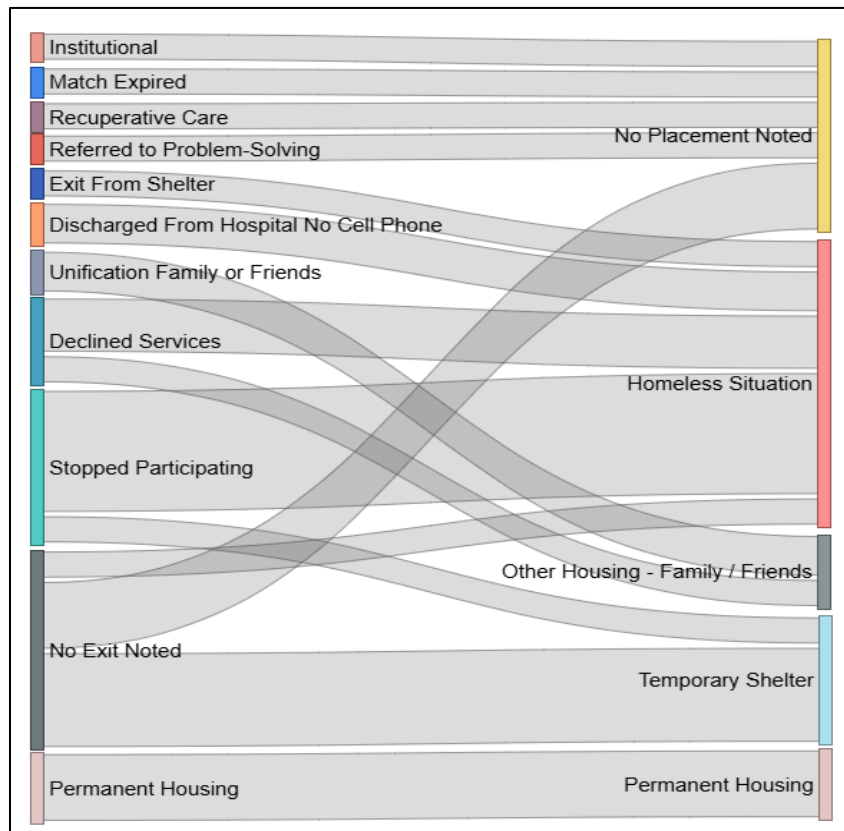 Institutional
Match Expired
Recuperative Care
Referred to Problem-Solving
Exit From Shelter
Discharged From Hospital No Cell Phone
Unification Family or Friends
Declined Services
Stopped Participating
No Exit Noted
Permanent Housing
No Placement Noted
Homeless Situation
Other Housing - Family / Friends
Temporary Shelter
Permanent Housing